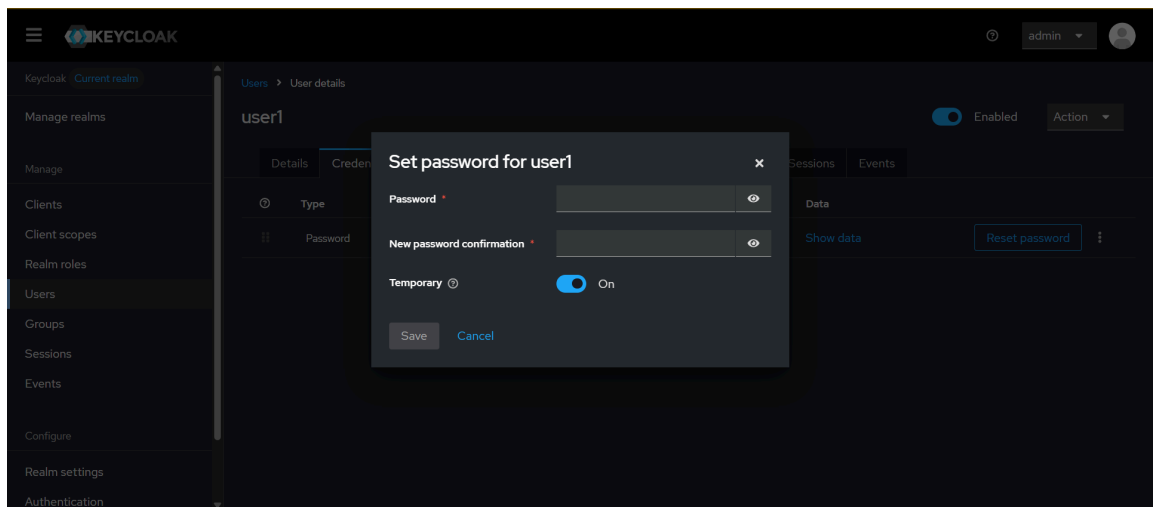 KEYCLOAK
admin
Keycloak Current realm
Users > User details
Manage realms
user1
Enabled
Action
Set password for user1
Details
Creden
Sessions
Events
Manage
Clients
Type
Password *
Data
Client scopes
Password
New password confirmation *
Show data
Reset password
Realm roles
Temporary
On
Users
Groups
Save
Cancel
Sessions
Events
Configure
Realm settings
Authentication